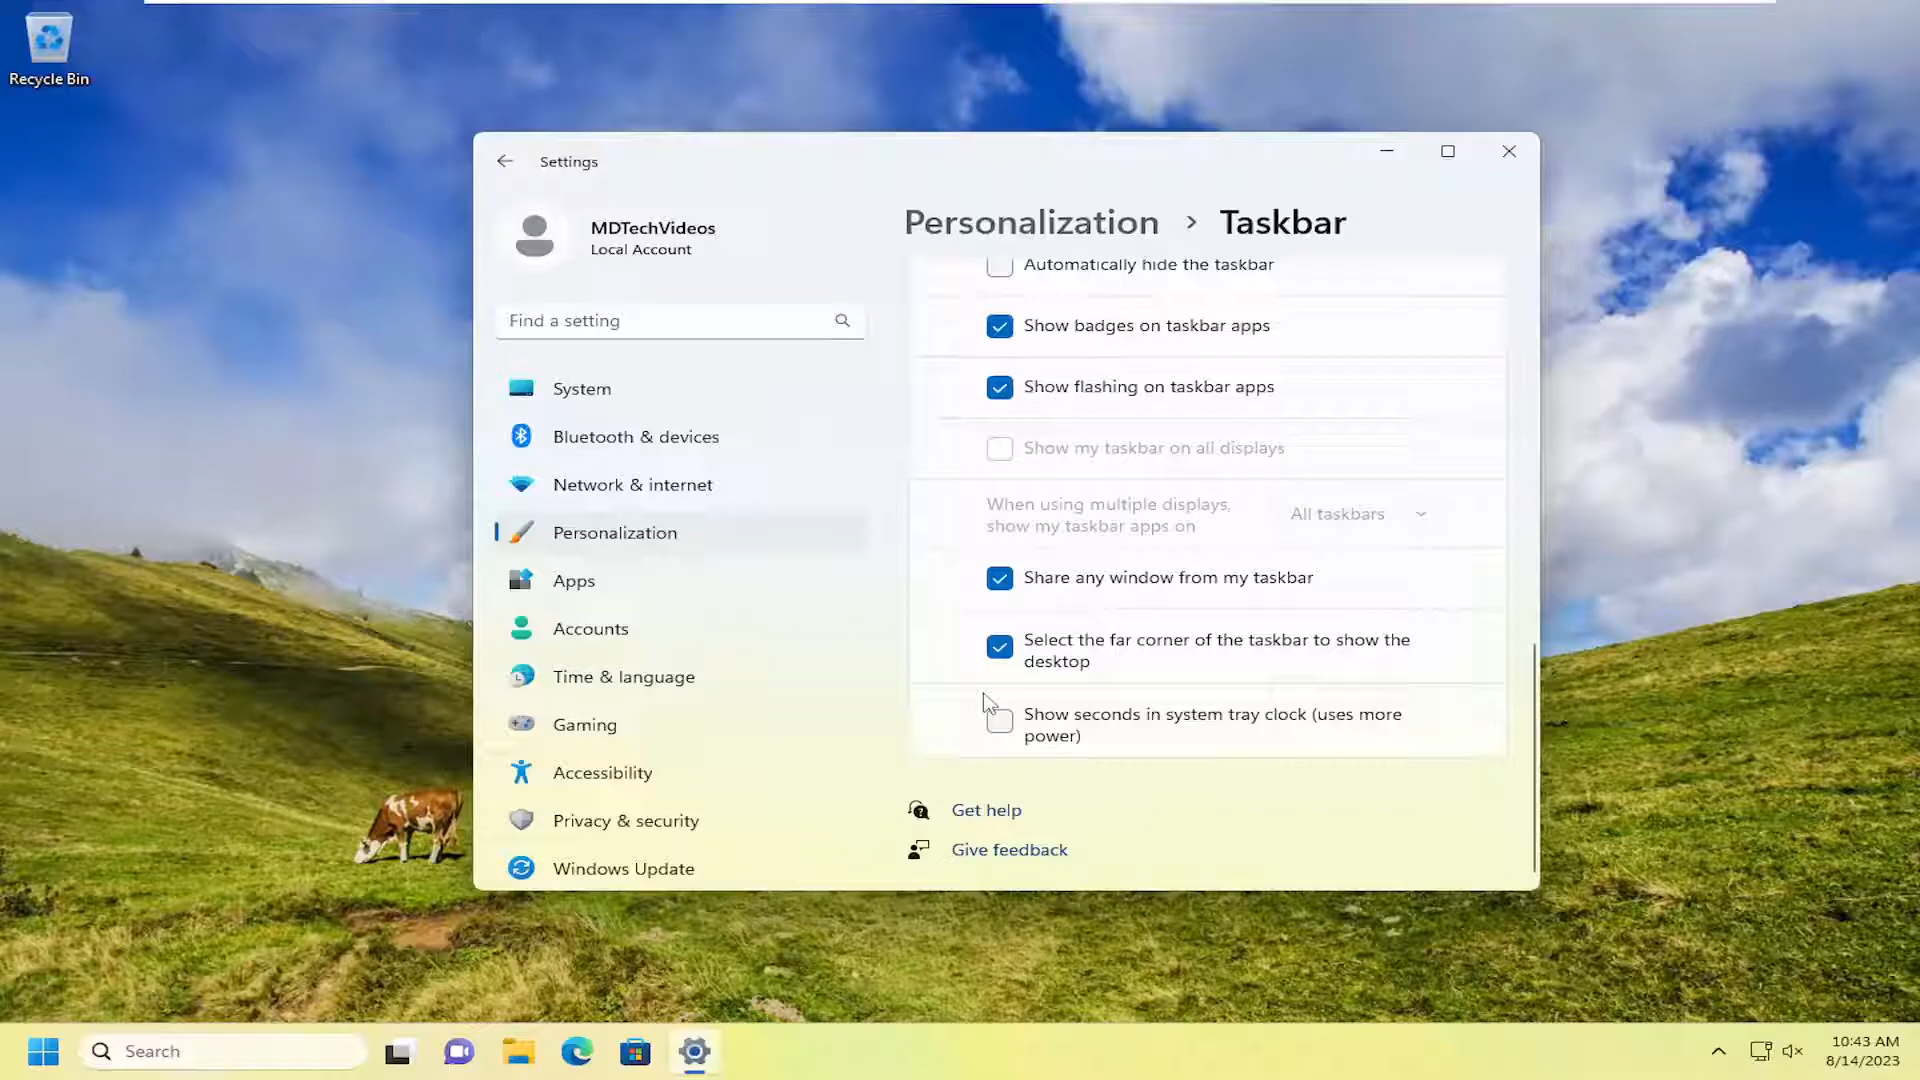 Recycle Bin
Settings
MDTechVideos
Local Account
Find a setting
System
Bluetooth & devices
Network & internet
Personalization
Apps
Accounts
Time & language
Gaming
Accessibility
Privacy & security
Windows Update
Personalization > Taskbar
Automatically hide the taskbar
Show badges on taskbar apps
Show flashing on taskbar apps
Show my taskbar on all displays
When using multiple displays,
show my taskbar apps on
All taskbars
Share any window from my taskbar
Select the far corner of the taskbar to show the
desktop
Show seconds in system tray clock (uses more
power)
Get help
Give feedback
Search
10:43 AM
8/14/2023